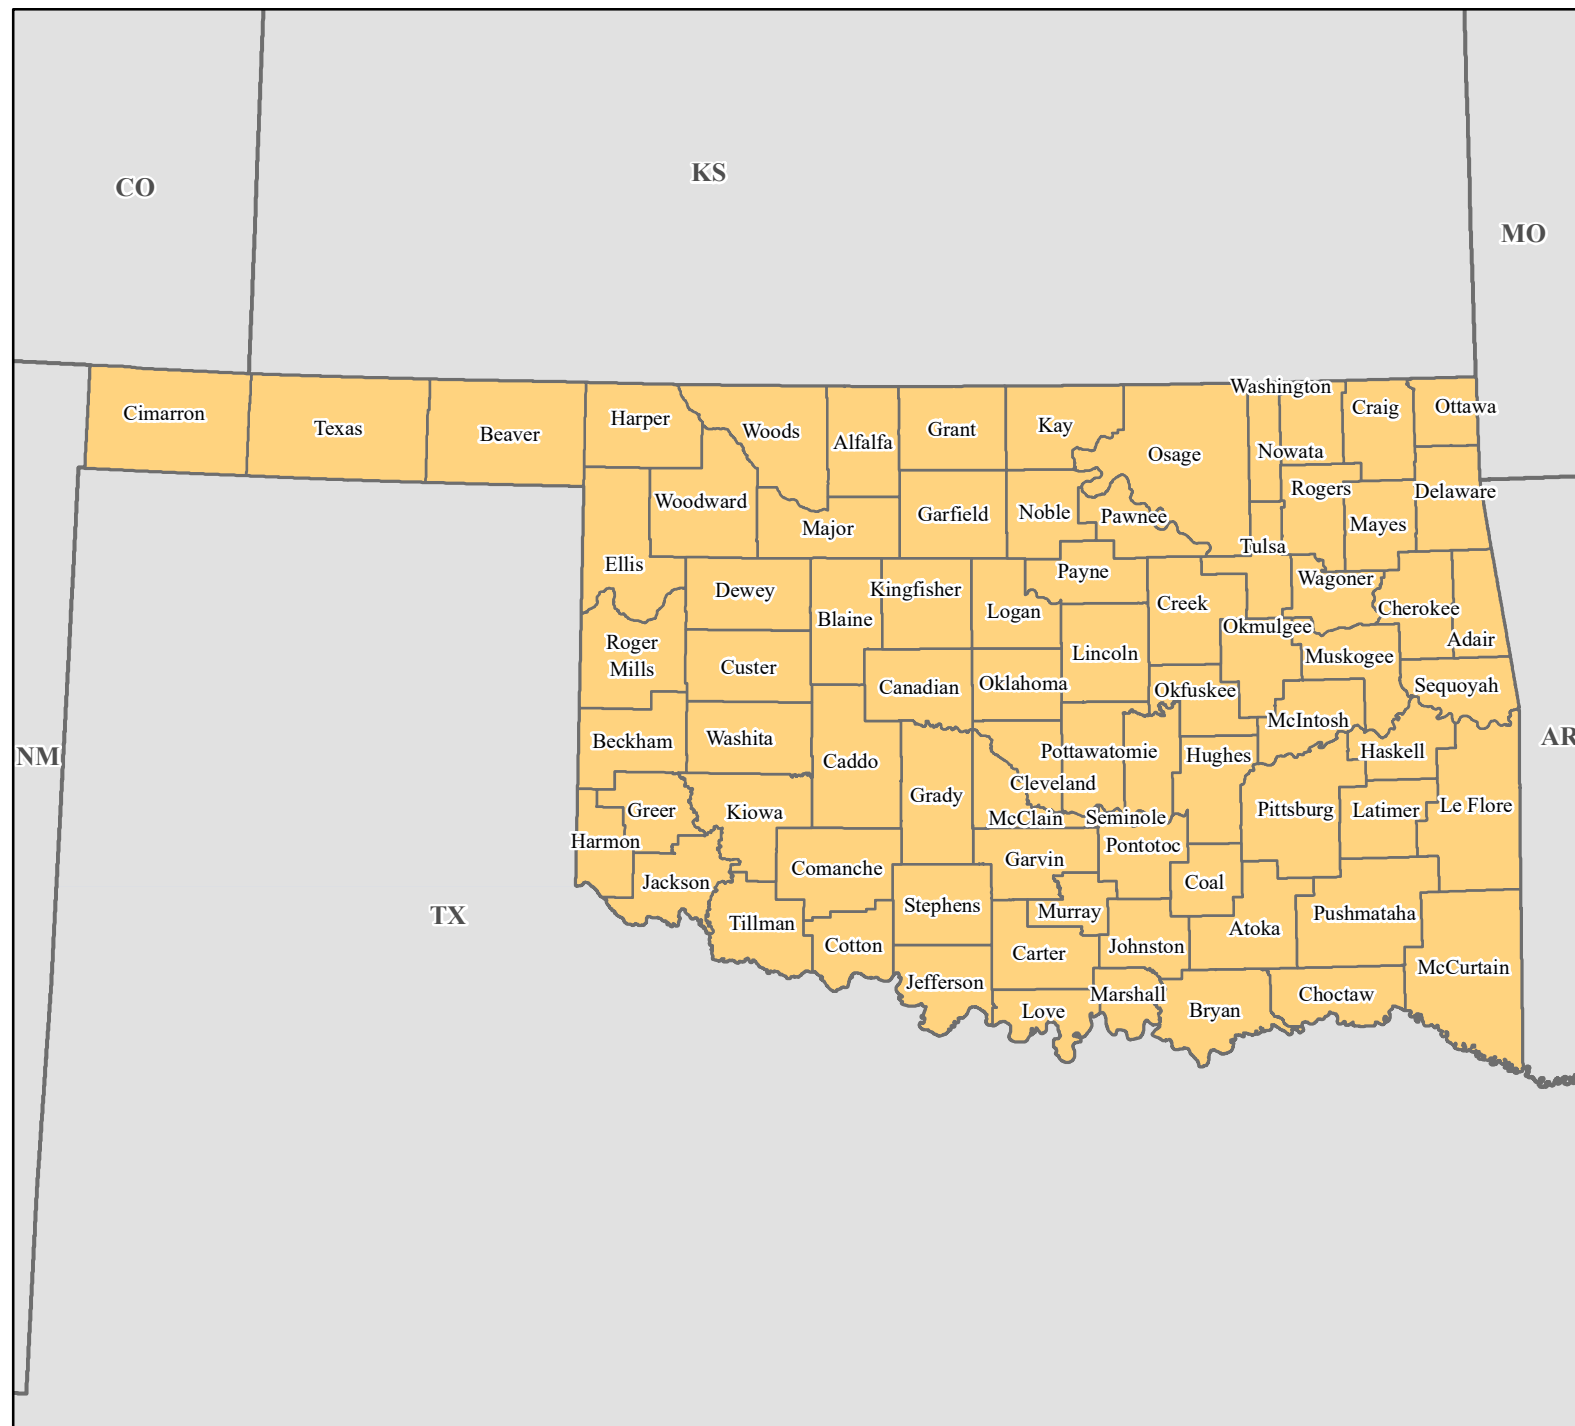 CO
KS
MO
NM
TX
AR
Cimarron
Texas
Beaver
Harper
Woods
Alfalfa
Grant
Kay
Osage
Washington
Nowata
Craig
Ottawa
Woodward
Major
Garfield
Noble
Pawnee
Rogers
Mayes
Delaware
Ellis
Dewey
Blaine
Kingfisher
Logan
Payne
Creek
Tulsa
Wagoner
Cherokee
Adair
Roger
Mills
Custer
Canadian
Oklahoma
Lincoln
Okfuskee
Okmulgee
Muskogee
Sequoyah
Beckham
Washita
Caddo
Grady
Cleveland
Pottawatomie
Hughes
McIntosh
Haskell
Le Flore
Greer
Kiowa
McClain
Seminole
Pittsburg
Latimer
Harmon
Jackson
Comanche
Garvin
Pontotoc
Coal
Tillman
Cotton
Stephens
Murray
Johnston
Atoka
Pushmataha
McCurtain
Jefferson
Carter
Love
Marshall
Bryan
Choctaw